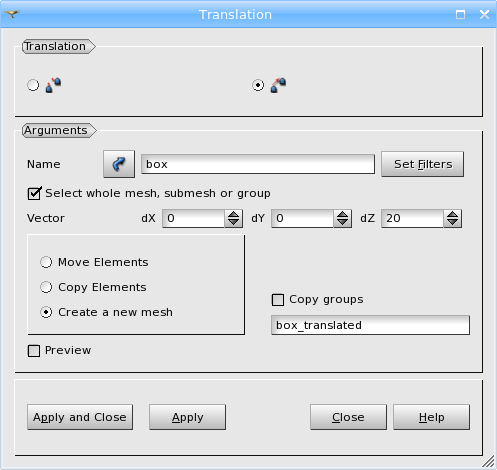 Translation
Translation
Arguments
Name box Set Filters
Select whole mesh, submesh or group
Vector dX 0 dY 0 dZ 20
Move Elements
Copy Elements
Copy groups
Create a new mesh
box_translated
Preview
Apply and Close Apply Close Help